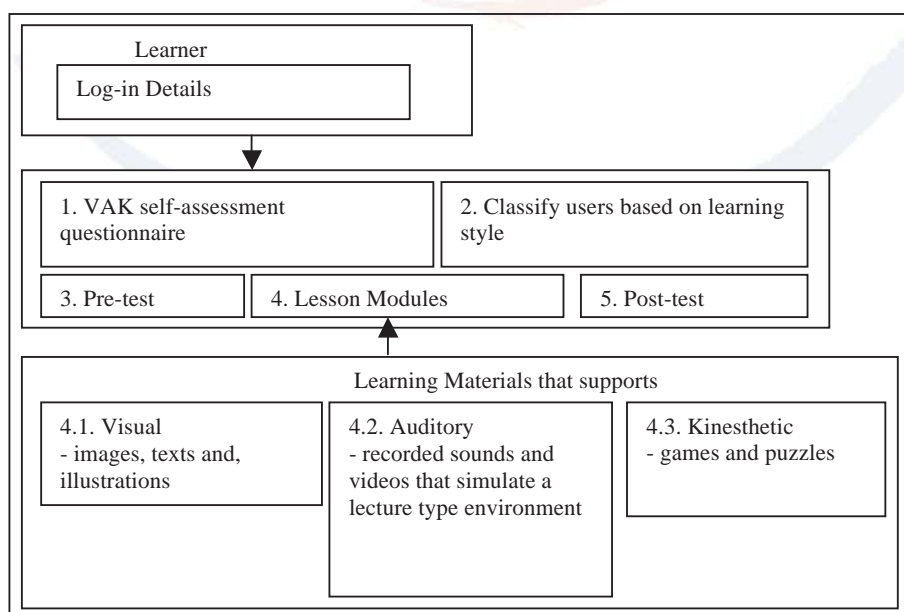 Learner
Log-in Details
1. VAK self-assessment
questionnaire
2. Classify users based on learning
style
3. Pre-test
4. Lesson Modules
5. Post-test
Learning Materials that supports
4.1. Visual
- images, texts and,
illustrations
4.2. Auditory
- recorded sounds and
videos that simulate a
lecture type environment
4.3. Kinesthetic
- games and puzzles